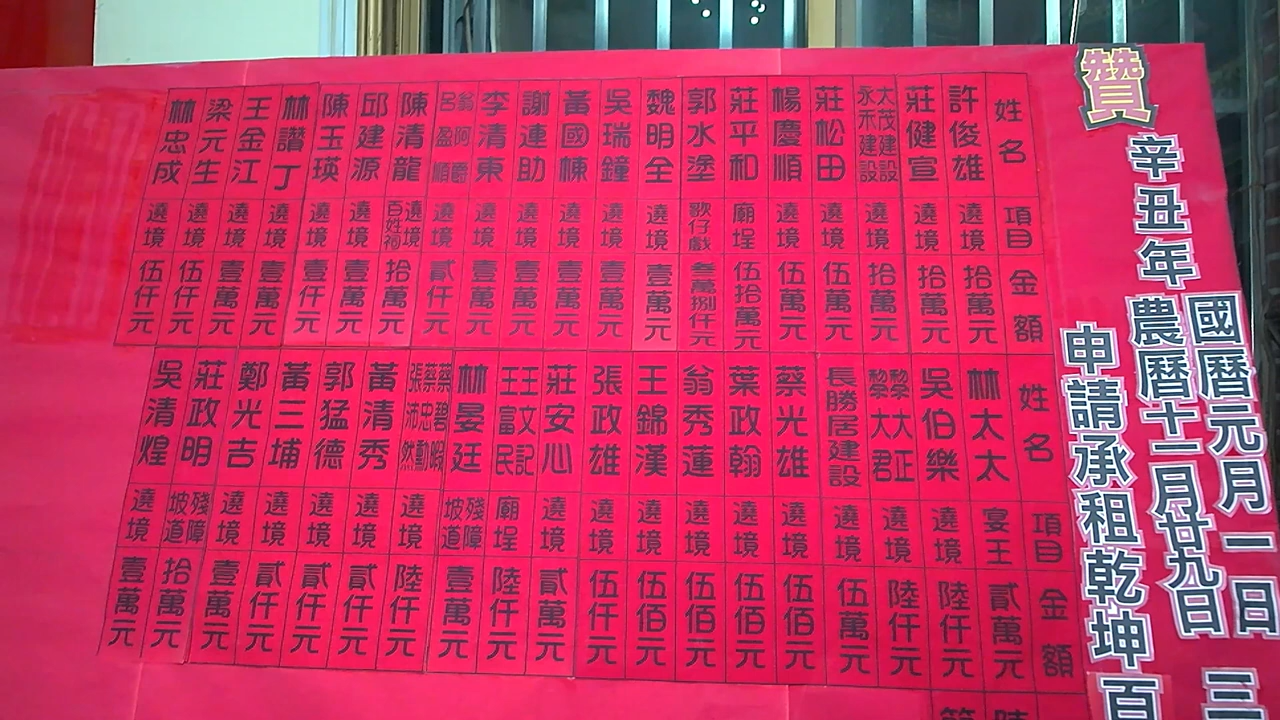 贊
國曆元月一日 三
辛丑年農曆十一月廿九日
申請承租乾坤百
姓名 項目 金額
許俊雄 遶境 拾萬元
莊健宣 遶境 拾萬元
大茂建設 永禾建設 遶境 拾萬元
莊松田 遶境 伍萬元
楊慶順 遶境 伍萬元
莊平和 廟埕 伍拾萬元
郭水塗 歌仔戲 叁萬捌仟元
魏明全 遶境 壹萬元
吳瑞鐘 遶境 壹萬元
黃國棟 遶境 壹萬元
謝連助 遶境 壹萬元
李清東 遶境 壹萬元
遶境 貳仟元
陳清龍 遶境 百姓祠 拾萬元
邱建源 遶境 壹萬元
陳玉瑛 遶境 壹仟元
林讚丁 遶境 壹萬元
王金江 遶境 壹萬元
梁元生 遶境 伍仟元
林忠成 遶境 伍仟元
姓名 項目 金額
林太太 宴王 貳萬元
吳伯樂 遶境 陸仟元
黎大正 黎大君 遶境 陸仟元
長勝居建設 遶境 伍萬元
蔡光雄 遶境 伍佰元
葉政翰 遶境 伍佰元
翁秀蓮 遶境 伍佰元
王錦漢 遶境 伍佰元
張政雄 遶境 伍仟元
莊安心 遶境 貳萬元
王文記 王富民 廟埕 陸仟元
林晏廷 殘障坡道 壹萬元
蔡碧暇 蔡忠勳 張沛然 遶境 陸仟元
黃清秀 遶境 貳仟元
郭猛德 遶境 貳仟元
黃三埔 遶境 貳仟元
鄭光吉 遶境 壹萬元
莊政明 殘障坡道 拾萬元
吳清煌 遶境 壹萬元